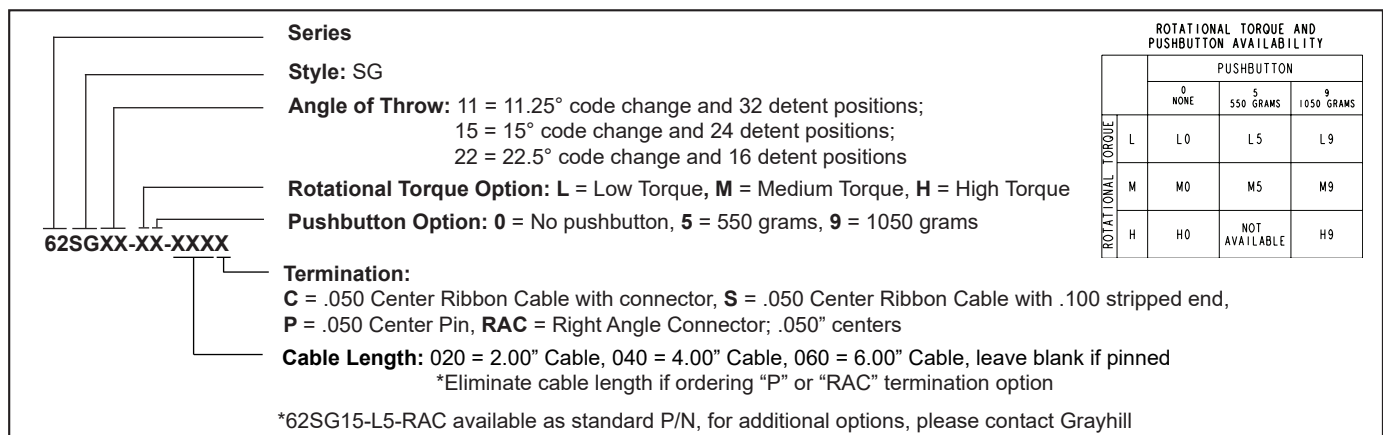 Series
Style: SG
Angle of Throw: 11 = 11.25° code change and 32 detent positions;
15 = 15° code change and 24 detent positions;
22 = 22.5° code change and 16 detent positions
Rotational Torque Option: L = Low Torque, M = Medium Torque, H = High Torque
Pushbutton Option: 0 = No pushbutton, 5 = 550 grams, 9 = 1050 grams
62SGXX-XX-XXXX
Termination:
C = .050 Center Ribbon Cable with connector, S = .050 Center Ribbon Cable with .100 stripped end,
P = .050 Center Pin, RAC = Right Angle Connector; .050” centers
Cable Length: 020 = 2.00” Cable, 040 = 4.00” Cable, 060 = 6.00” Cable, leave blank if pinned
*Eliminate cable length if ordering “P” or “RAC” termination option
*62SG15-L5-RAC available as standard P/N, for additional options, please contact Grayhill
ROTATIONAL TORQUE AND
PUSHBUTTON AVAILABILITY
PUSHBUTTON
0 5 9
NONE 550 GRAMS 1050 GRAMS
ROTATIONAL TORQUE
L L0 L5 L9
M M0 M5 M9
H H0 NOT AVAILABLE H9